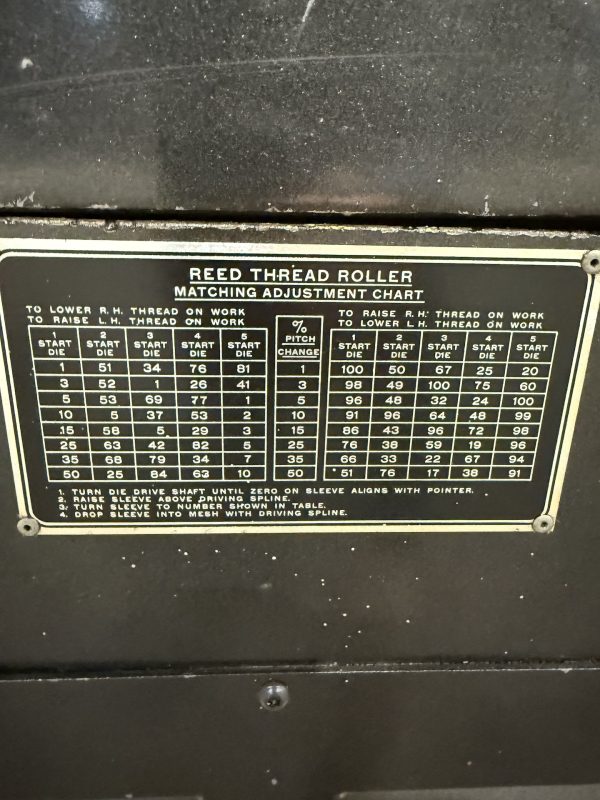 REED THREAD ROLLER
MATCHING ADJUSTMENT CHART
TO LOWER R.H. THREAD ON WORK
TO RAISE L.H. THREAD ON WORK
% PITCH CHANGE
TO RAISE R.H. THREAD ON WORK
TO LOWER L.H. THREAD ON WORK
1 START DIE 2 START DIE 3 START DIE 4 START DIE 5 START DIE 1 START DIE 2 START DIE 3 START DIE 4 START DIE 5 START DIE
1 51 34 76 81 1 100 50 67 25 20
3 52 1 26 41 3 98 49 100 75 60
5 53 69 77 1 5 96 48 32 24 100
10 5 37 53 2 10 91 96 64 48 99
15 58 5 29 3 15 86 43 96 72 98
25 63 42 82 5 25 76 38 59 19 96
35 68 79 34 7 35 66 33 22 67 94
50 25 84 63 10 50 51 76 17 38 91
1. TURN DIE DRIVE SHAFT UNTIL ZERO ON SLEEVE ALIGNS WITH POINTER.
2. RAISE SLEEVE ABOVE DRIVING SPLINE.
3. TURN SLEEVE TO NUMBER SHOWN IN TABLE.
4. DROP SLEEVE INTO MESH WITH DRIVING SPLINE.